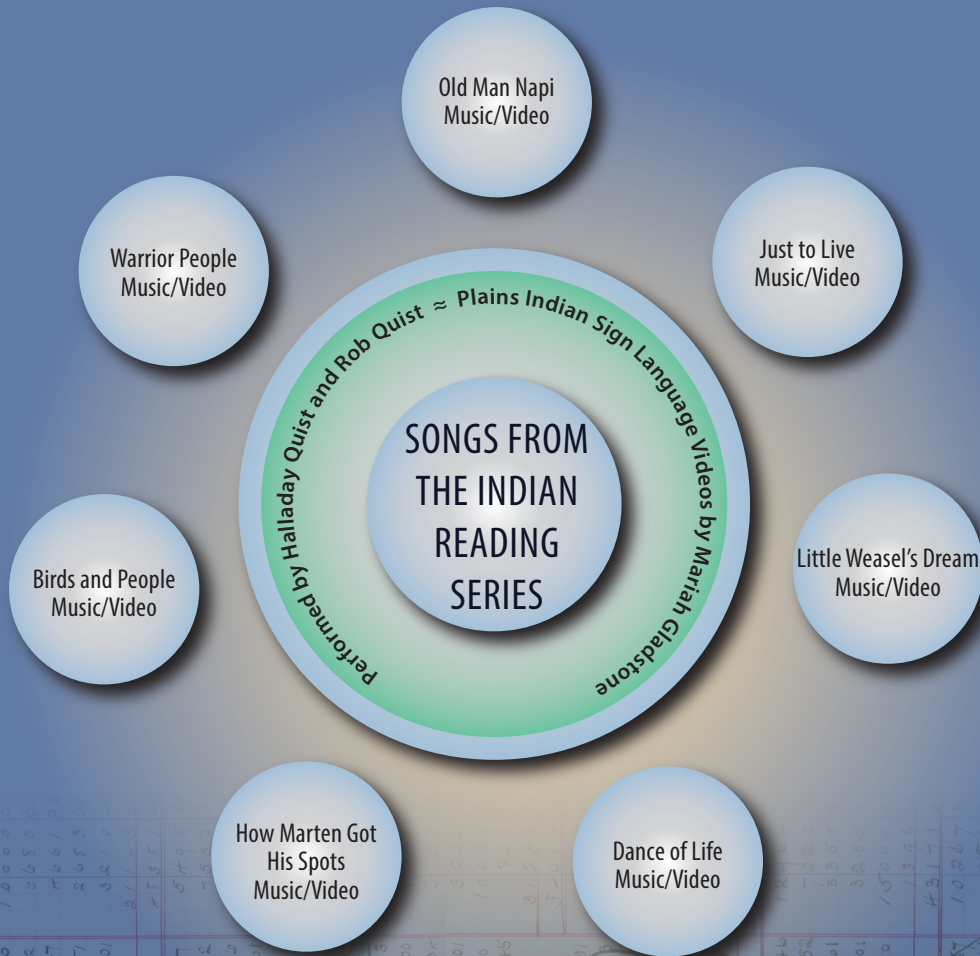 Old Man Napi
Music/Video
Warrior People
Music/Video
Just to Live
Music/Video
Performed by Halladay Quist and Rob Quist ≈ Plains Indian Sign Language Videos by Mariah Gladstone
SONGS FROM
THE INDIAN
READING
SERIES
Birds and People
Music/Video
Little Weasel's Dream
Music/Video
How Marten Got
His Spots
Music/Video
Dance of Life
Music/Video